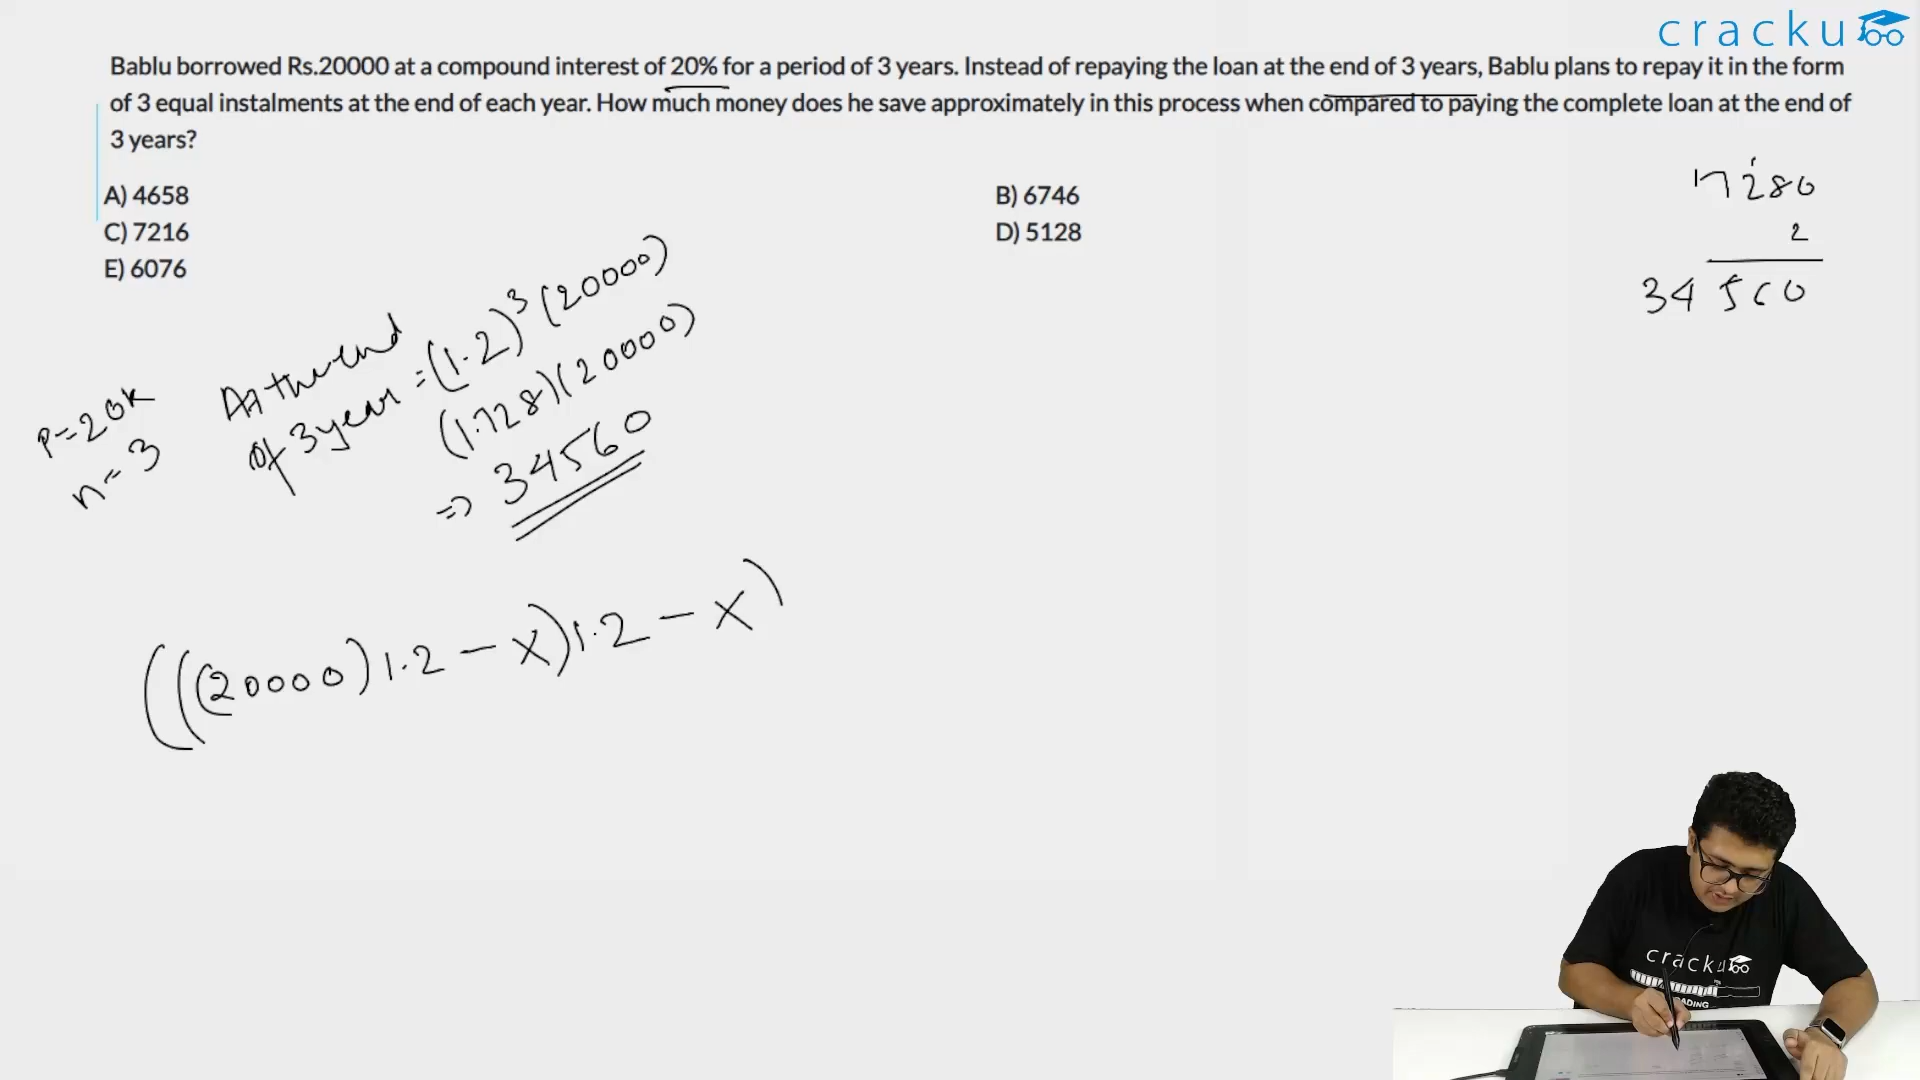 cracku
Bablu borrowed Rs.20000 at a compound interest of 20% for a period of 3 years. Instead of repaying the loan at the end of 3 years, Bablu plans to repay it in the form
of 3 equal instalments at the end of each year. How much money does he save approximately in this process when compared to paying the complete loan at the end of
3 years?
A) 4658
B) 6746
C) 7216
D) 5128
E) 6076
17280
2
34560
P=20k
n=3
At the end
of 3 year = (1.2)³(20000)
(1.728)(20000)
=> 34560
(((20000)1.2 - x)1.2 - x)
cracku
ADING